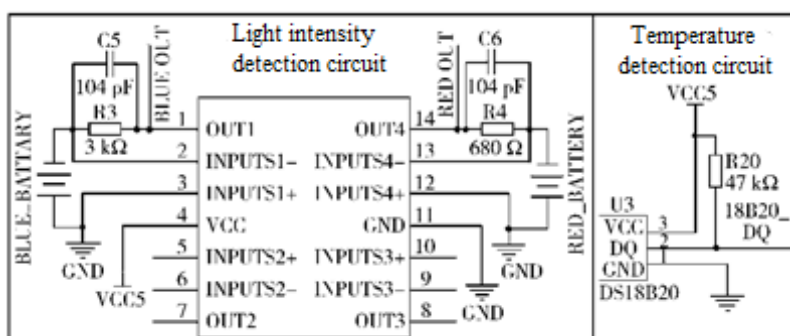 Light intensity
detection circuit
Temperature
detection circuit
C5
104 pF
BLUE OUT
R3
3 kΩ
BLUE_BATTARY
GND
VCC5
1 OUT1
2 INPUTS1-
3 INPUTS1+
4 VCC
5 INPUTS2+
6 INPUTS2-
7 OUT2
OUT4 14
INPUTS4- 13
INPUTS4+ 12
GND 11
INPUTS3+ 10
INPUTS3- 9
OUT3 8
RED OUT
C6
104 pF
R4
680 Ω
RED_BATTERY
GND
GND
VCC5
R20
47 kΩ
U3
VCC 3
DQ 2
GND 1
DS18B20
18B20_
DQ